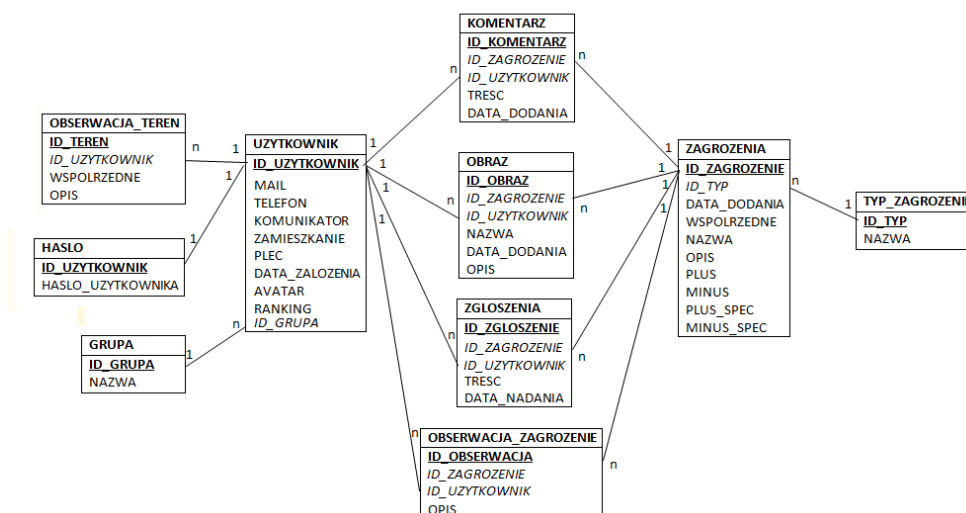 KOMENTARZ
ID_KOMENTARZ
ID_ZAGROZENIE
ID_UZYTKOWNIK
TRESC
DATA_DODANIA
n
n
OBSERWACJA_TEREN
ID_TEREN
ID_UZYTKOWNIK
WSPOLRZEDNE
OPIS
n
1
1
UZYTKOWNIK
ID_UZYTKOWNIK
MAIL
TELEFON
KOMUNIKATOR
ZAMIESZKANIE
PLEC
DATA_ZALOZENIA
AVATAR
RANKING
ID_GRUPA
1
1
1
1
OBRAZ
ID_OBRAZ
ID_ZAGROZENIE
ID_UZYTKOWNIK
NAZWA
DATA_DODANIA
OPIS
n
n
1
1
1
1
ZAGROZENIA
ID_ZAGROZENIE
ID_TYP
DATA_DODANIA
WSPOLRZEDNE
NAZWA
OPIS
PLUS
MINUS
PLUS_SPEC
MINUS_SPEC
n
1
TYP_ZAGROZENIE
ID_TYP
NAZWA
HASLO
ID_UZYTKOWNIK
HASLO_UZYTKOWNIKA
1
GRUPA
ID_GRUPA
NAZWA
1
n
ZGLOSZENIA
ID_ZGLOSZENIE
ID_ZAGROZENIE
ID_UZYTKOWNIK
TRESC
DATA_NADANIA
n
n
OBSERWACJA_ZAGROZENIE
ID_OBSERWACJA
ID_ZAGROZENIE
ID_UZYTKOWNIK
OPIS
n
n